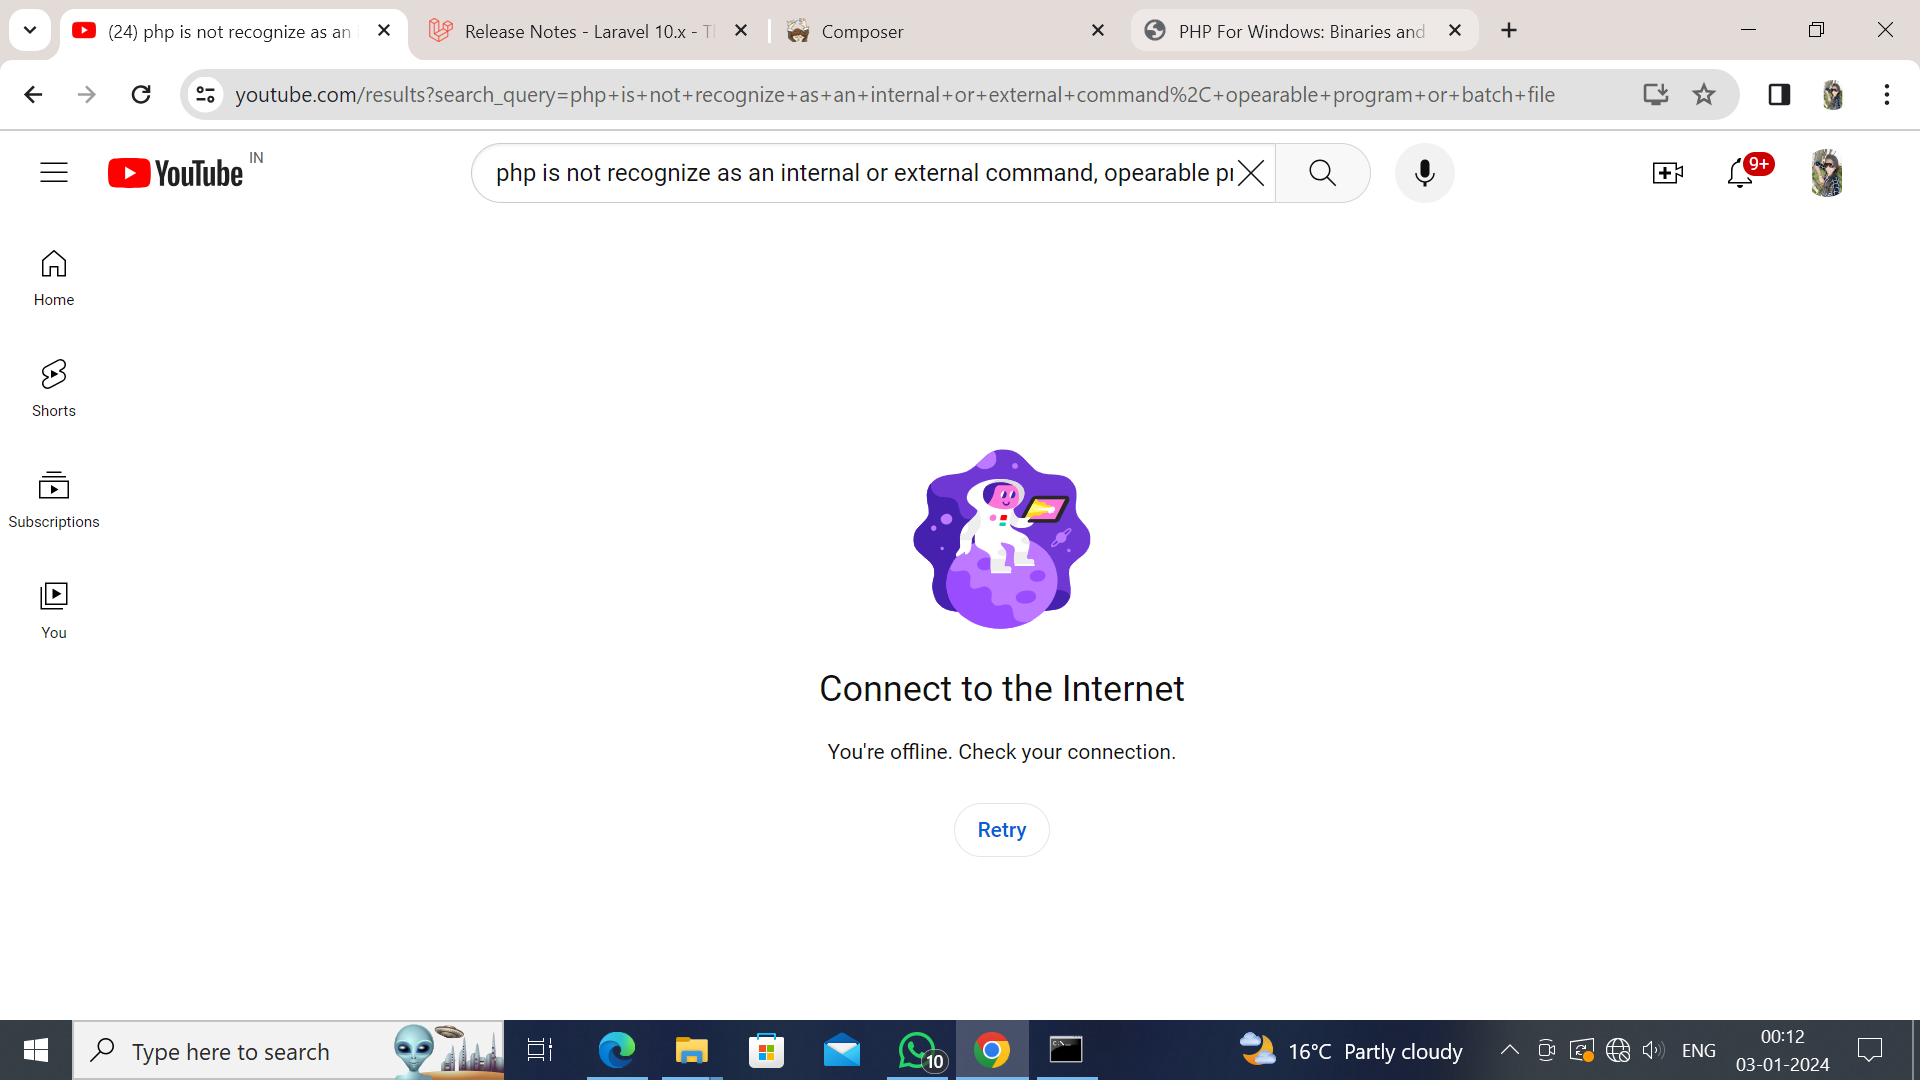 (24) php is not recognize as an
Release Notes - Laravel 10.x - Th
Composer
PHP For Windows: Binaries and
youtube.com/results?search_query=php+is+not+recognize+as+an+internal+or+external+command%2C+opearable+program+or+batch+file
YouTube IN
php is not recognize as an internal or external command, opearable pr
9+
Home
Shorts
Subscriptions
You
Connect to the Internet
You're offline. Check your connection.
Retry
Type here to search
10
16°C Partly cloudy
ENG
00:12
03-01-2024